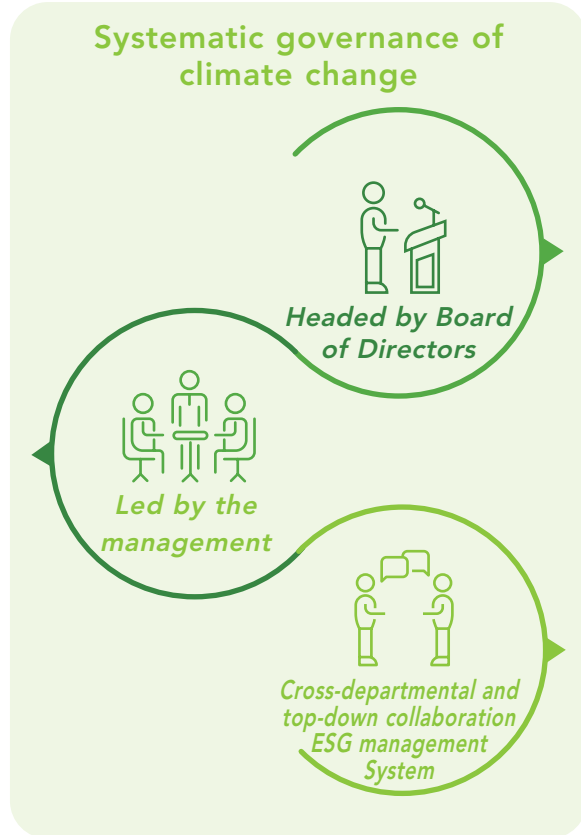 Systematic governance of
climate change
Headed by Board
of Directors
Led by the
management
Cross-departmental and
top-down collaboration
ESG management
System